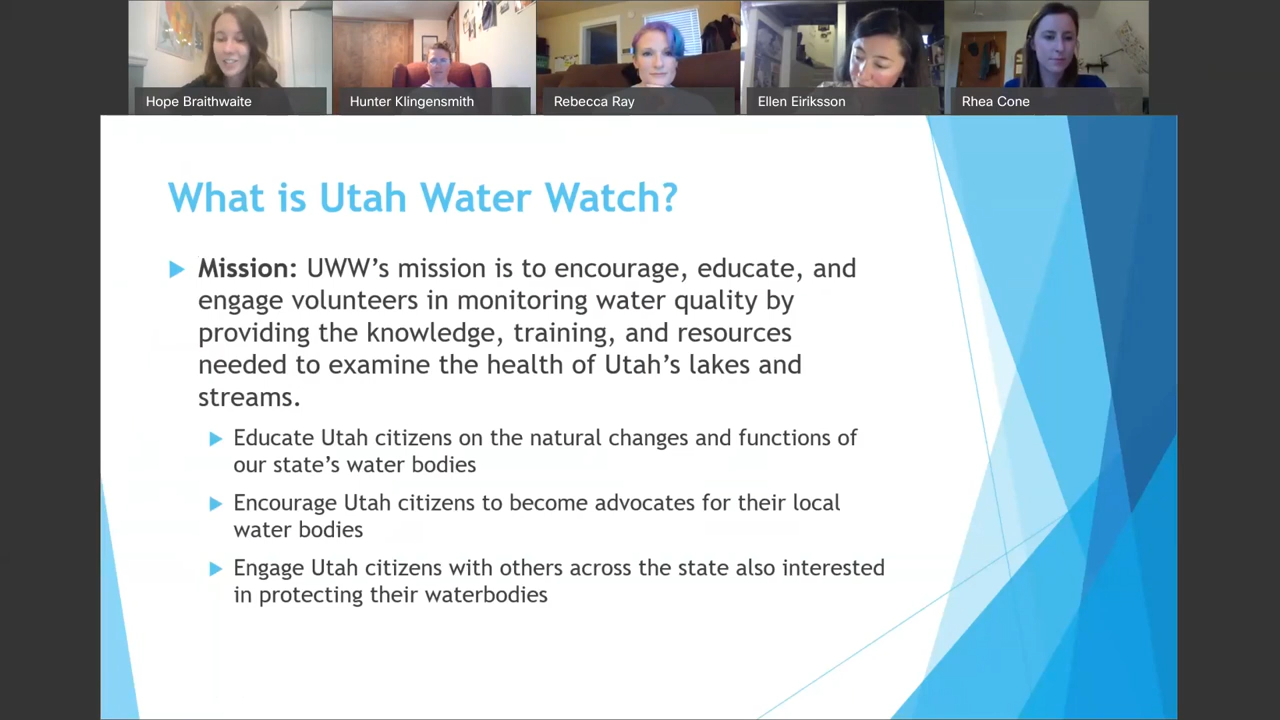 Hope Braithwaite
Hunter Klingensmith
Rebecca Ray
Ellen Eiriksson
Rhea Cone
What is Utah Water Watch?
Mission: UWW's mission is to encourage, educate, and
engage volunteers in monitoring water quality by
providing the knowledge, training, and resources
needed to examine the health of Utah's lakes and
streams.
Educate Utah citizens on the natural changes and functions of
our state's water bodies
Encourage Utah citizens to become advocates for their local
water bodies
Engage Utah citizens with others across the state also interested
in protecting their waterbodies